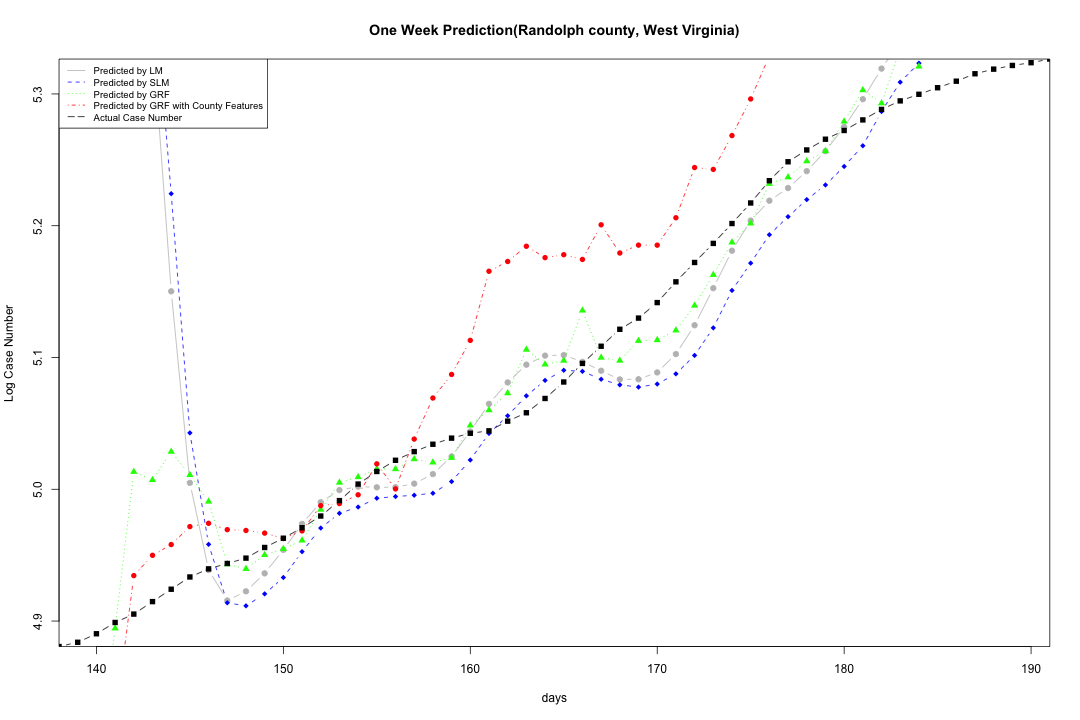 One Week Prediction(Randolph county, West Virginia)
Predicted by LM
Predicted by SLM
Predicted by GRF
Predicted by GRF with County Features
Actual Case Number
5.3
5.2
5.1
5.0
4.9
Log Case Number
140 150 160 170 180 190
days